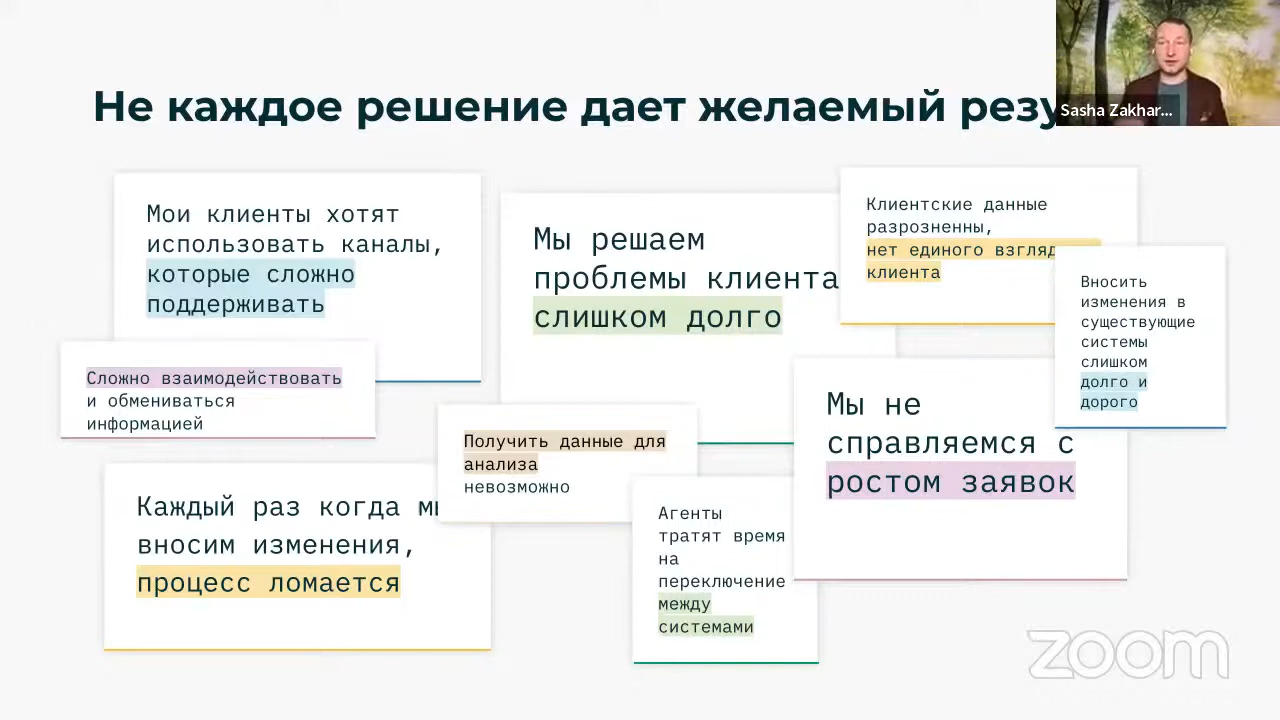 Не каждое решение дает желаемый
Sasha Zakhar...
Мои клиенты хотят
использовать каналы,
которые сложно
поддерживать
Мы решаем
проблемы клиента
слишком долго
Клиентские данные
разрозненны,
нет единого
клиента
Вносить
изменения в
существующие
системы
слишком
долго и
дорого
Сложно взаимодействовать
и обмениваться
информацией
Мы не
справляемся с
ростом заявок
Получить данные для
анализа
невозможно
Каждый раз когда
вносим изменения,
процесс ломается
Агенты
тратят время
на
переключение
между
системами
zoom